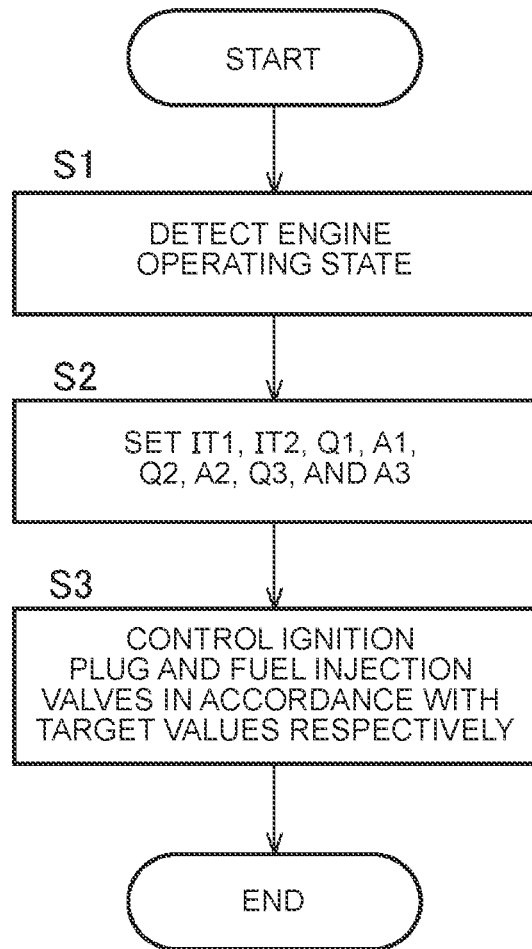 START
S1
DETECT ENGINE
OPERATING STATE
S2
SET IT1, IT2, Q1, A1,
Q2, A2, Q3, AND A3
S3
CONTROL IGNITION
PLUG AND FUEL INJECTION
VALVES IN ACCORDANCE WITH
TARGET VALUES RESPECTIVELY
END